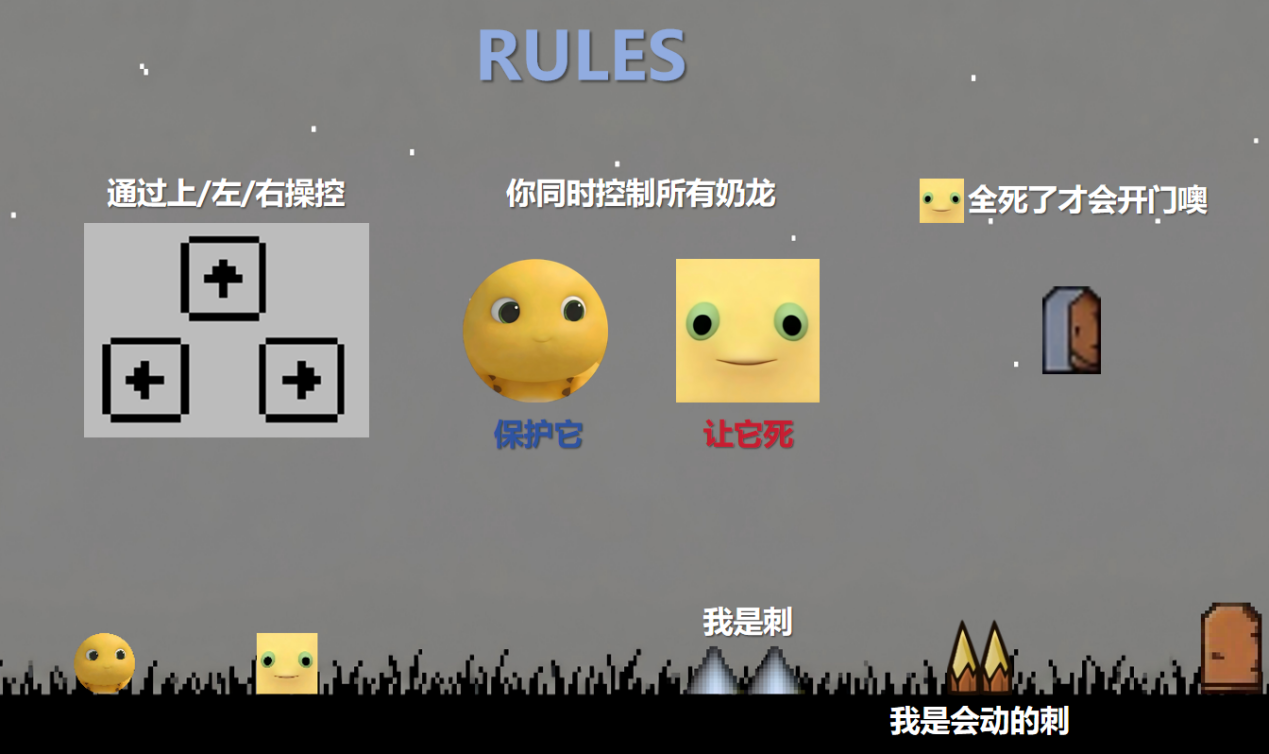 RULES
通过上/左/右操控
你同时控制所有奶龙
全死了才会开门噢
保护它
让它死
我是刺
我是会动的刺